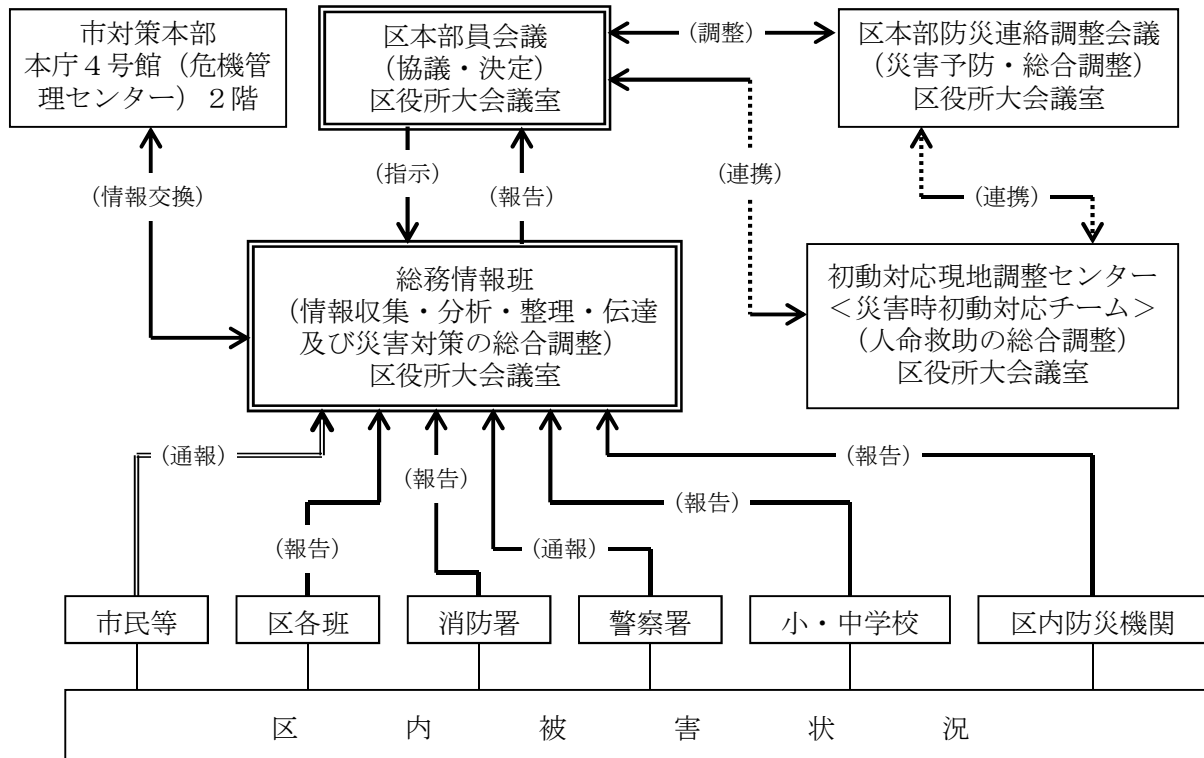 市対策本部
本庁４号館（危機管
理センター）２階
区本部員会議
（協議・決定）
区役所大会議室
（調整）
区本部防災連絡調整会議
（災害予防・総合調整）
区役所大会議室
（情報交換）
（指示）
（報告）
（連携）
（連携）
総務情報班
（情報収集・分析・整理・伝達
及び災害対策の総合調整）
区役所大会議室
初動対応現地調整センター
＜災害時初動対応チーム＞
（人命救助の総合調整）
区役所大会議室
（通報）
（報告）
（報告）
（報告）
（報告）
（通報）
市民等
区各班
消防署
警察署
小・中学校
区内防災機関
区　内　被　害　状　況